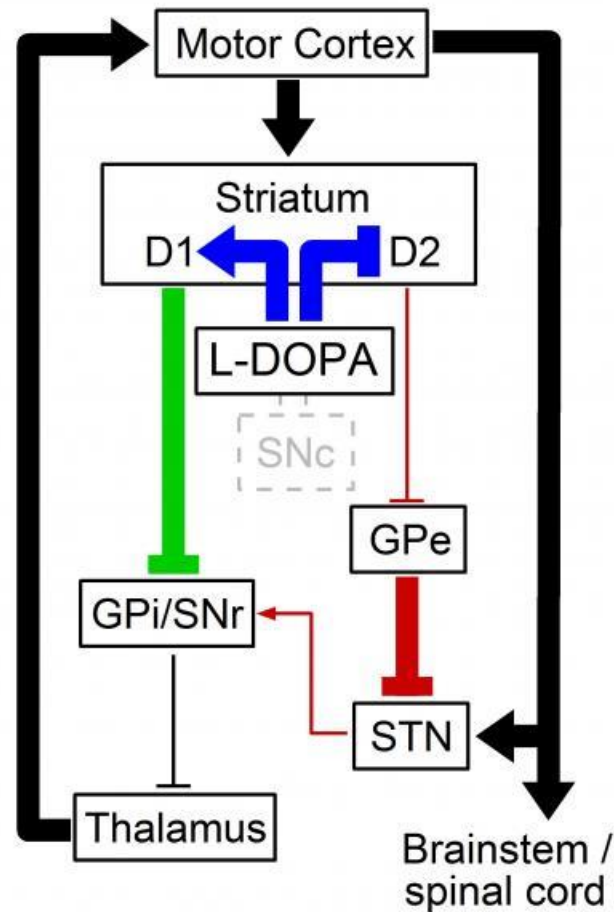 Motor Cortex
Striatum
D1 D2
L-DOPA
SNc
GPe
GPi/SNr
STN
Thalamus
Brainstem /
spinal cord